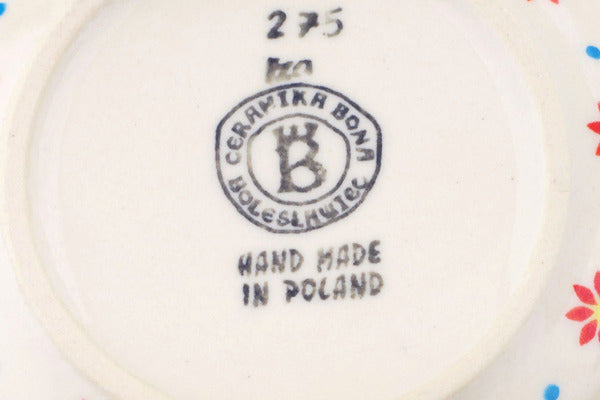 275
CERAMIKA BONA
B
BOLESŁAWIEC
HAND MADE
IN POLAND